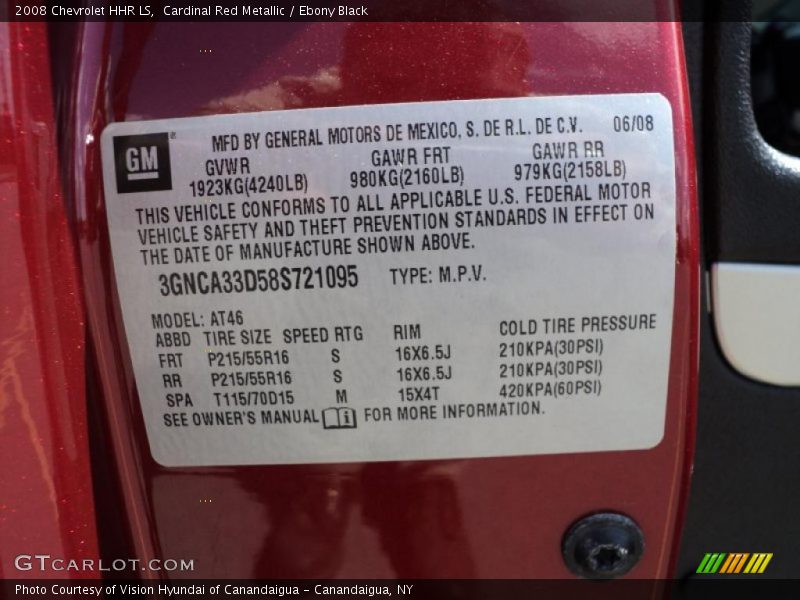 2008 Chevrolet HHR LS,  Cardinal Red Metallic / Ebony Black
GM
MFD BY GENERAL MOTORS DE MEXICO, S. DE R.L. DE C.V. 06/08
GVWR GAWR FRT GAWR RR
1923KG(4240LB) 980KG(2160LB) 979KG(2158LB)
THIS VEHICLE CONFORMS TO ALL APPLICABLE U.S. FEDERAL MOTOR
VEHICLE SAFETY AND THEFT PREVENTION STANDARDS IN EFFECT ON
THE DATE OF MANUFACTURE SHOWN ABOVE.
3GNCA33D58S721095 TYPE: M.P.V.
MODEL: AT46
ABBD TIRE SIZE SPEED RTG RIM COLD TIRE PRESSURE
FRT P215/55R16 S 16X6.5J 210KPA(30PSI)
RR P215/55R16 S 16X6.5J 210KPA(30PSI)
SPA T115/70D15 M 15X4T 420KPA(60PSI)
SEE OWNER'S MANUAL i FOR MORE INFORMATION.
GTCARLOT.COM
Photo Courtesy of Vision Hyundai of Canandaigua - Canandaigua, NY